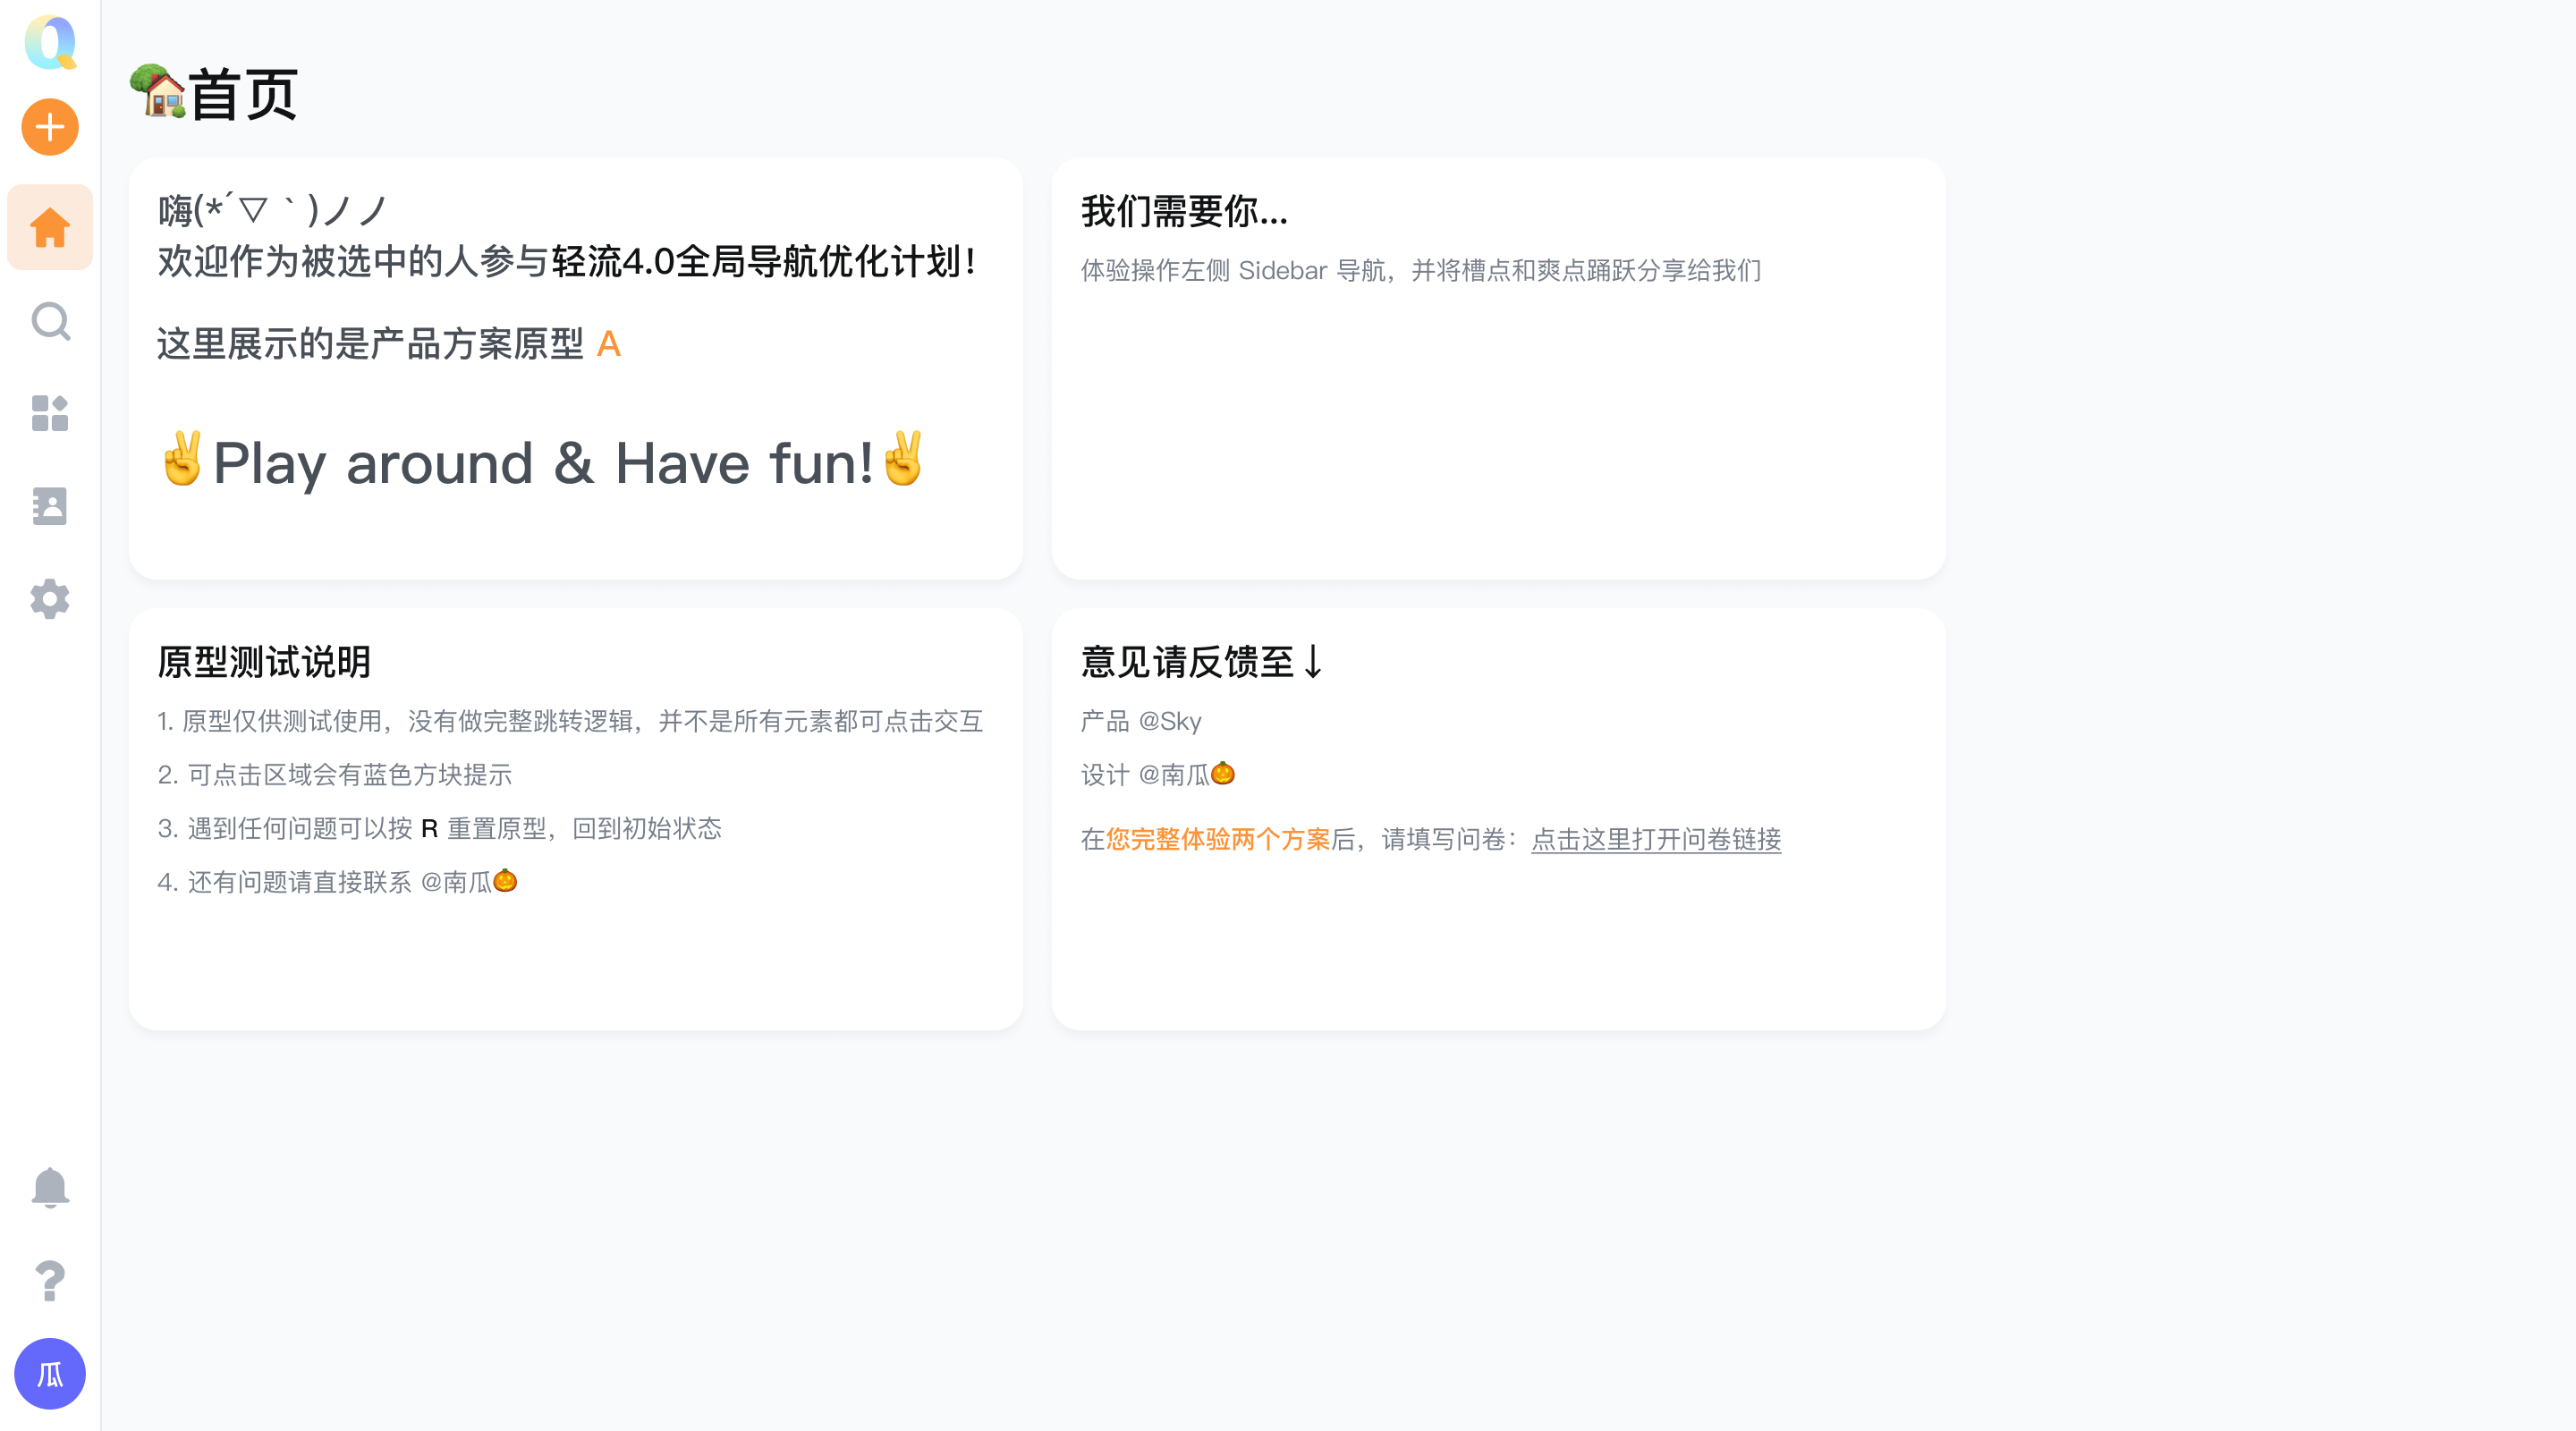 🏡首页
嗨(*´▽｀)ノノ
欢迎作为被选中的人参与轻流4.0全局导航优化计划！
这里展示的是产品方案原型 A
✌️Play around & Have fun!✌️
我们需要你...
体验操作左侧 Sidebar 导航，并将槽点和爽点踊跃分享给我们
原型测试说明
1. 原型仅供测试使用，没有做完整跳转逻辑，并不是所有元素都可点击交互
2. 可点击区域会有蓝色方块提示
3. 遇到任何问题可以按 R 重置原型，回到初始状态
4. 还有问题请直接联系 @南瓜🎃
意见请反馈至↓
产品 @Sky
设计 @南瓜🎃
在您完整体验两个方案后，请填写问卷：点击这里打开问卷链接
瓜